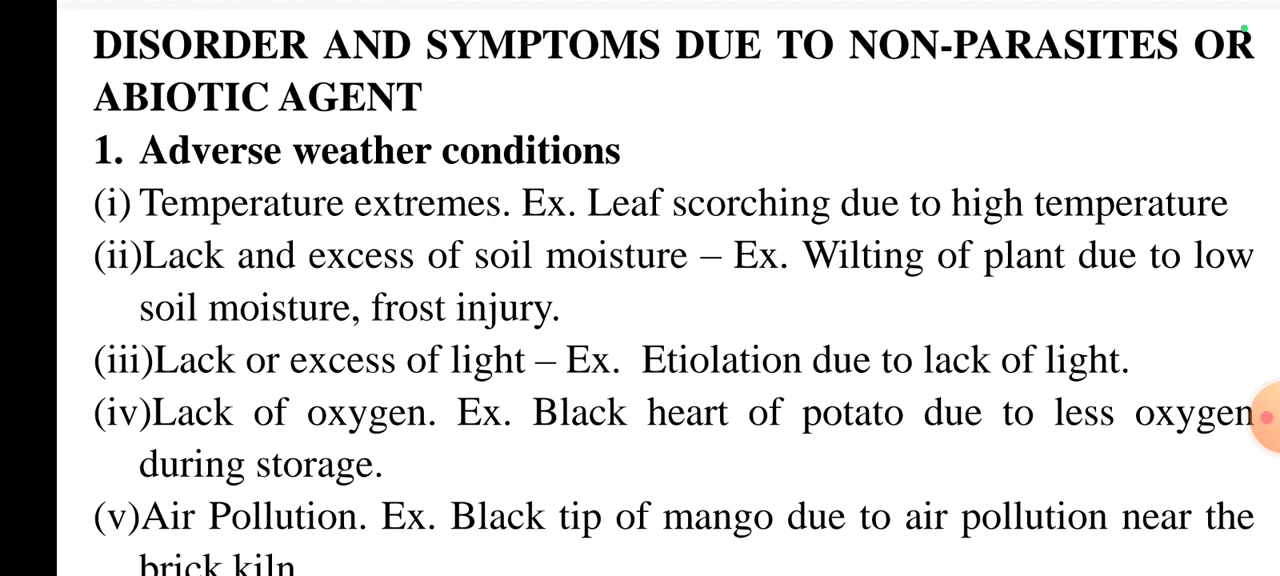 DISORDER AND SYMPTOMS DUE TO NON-PARASITES OR
ABIOTIC AGENT
1. Adverse weather conditions
(i) Temperature extremes. Ex. Leaf scorching due to high temperature
(ii)Lack and excess of soil moisture – Ex. Wilting of plant due to low
soil moisture, frost injury.
(iii)Lack or excess of light – Ex. Etiolation due to lack of light.
(iv)Lack of oxygen. Ex. Black heart of potato due to less oxygen
during storage.
(v)Air Pollution. Ex. Black tip of mango due to air pollution near the
brick kiln